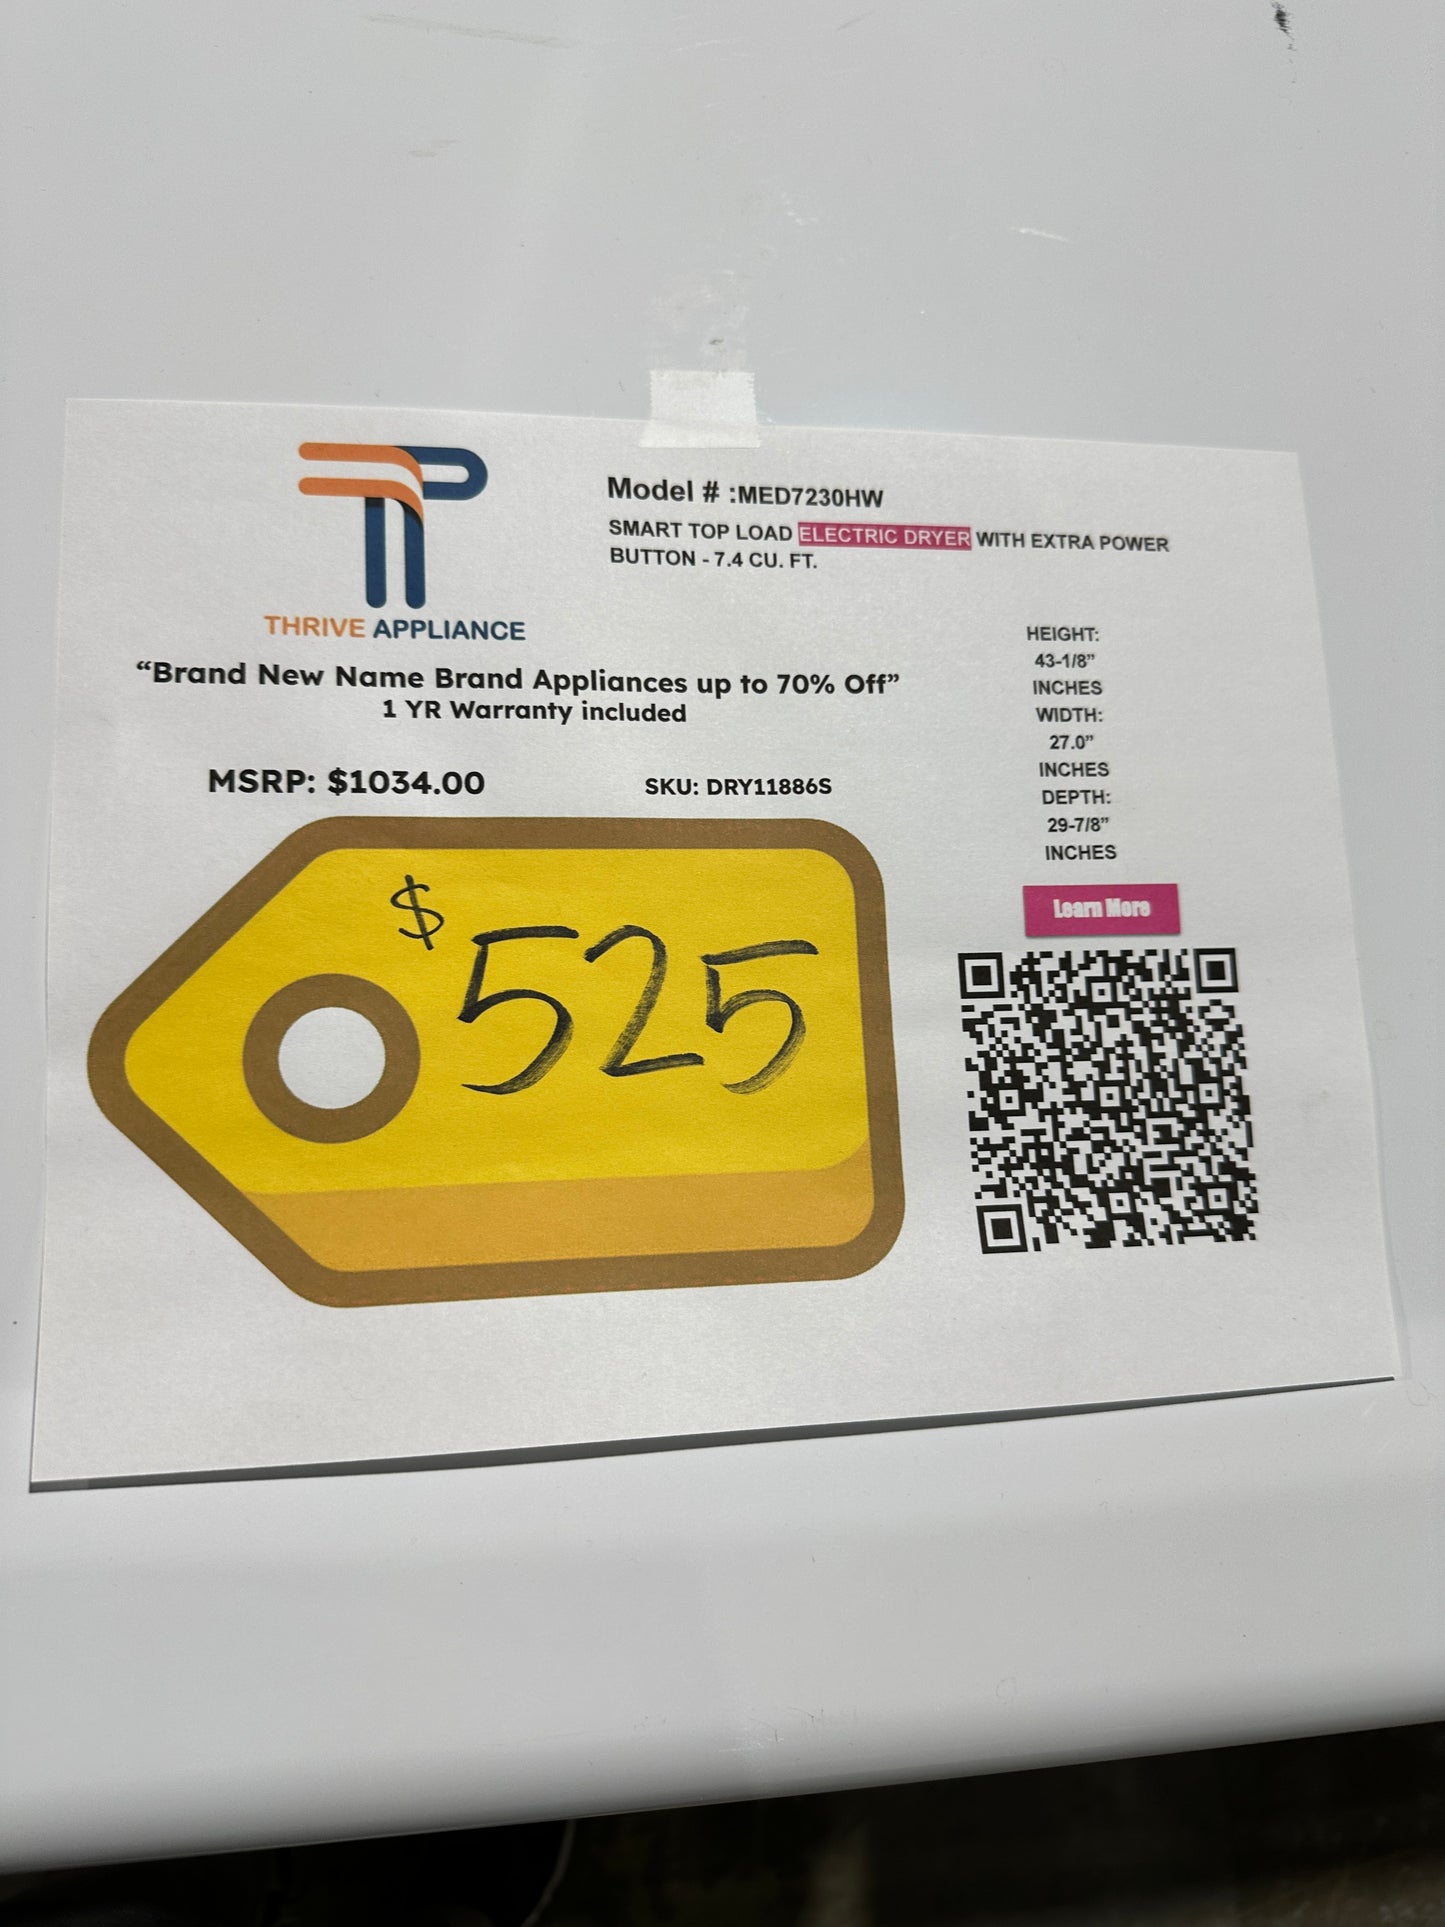 THRIVE APPLIANCE
Model # :MED7230HW
SMART TOP LOAD ELECTRIC DRYER WITH EXTRA POWER
BUTTON - 7.4 CU. FT.
“Brand New Name Brand Appliances up to 70% Off”
1 YR Warranty included
MSRP: $1034.00
SKU: DRY11886S
$525
HEIGHT:
43-1/8”
INCHES
WIDTH:
27.0”
INCHES
DEPTH:
29-7/8”
INCHES
Learn More